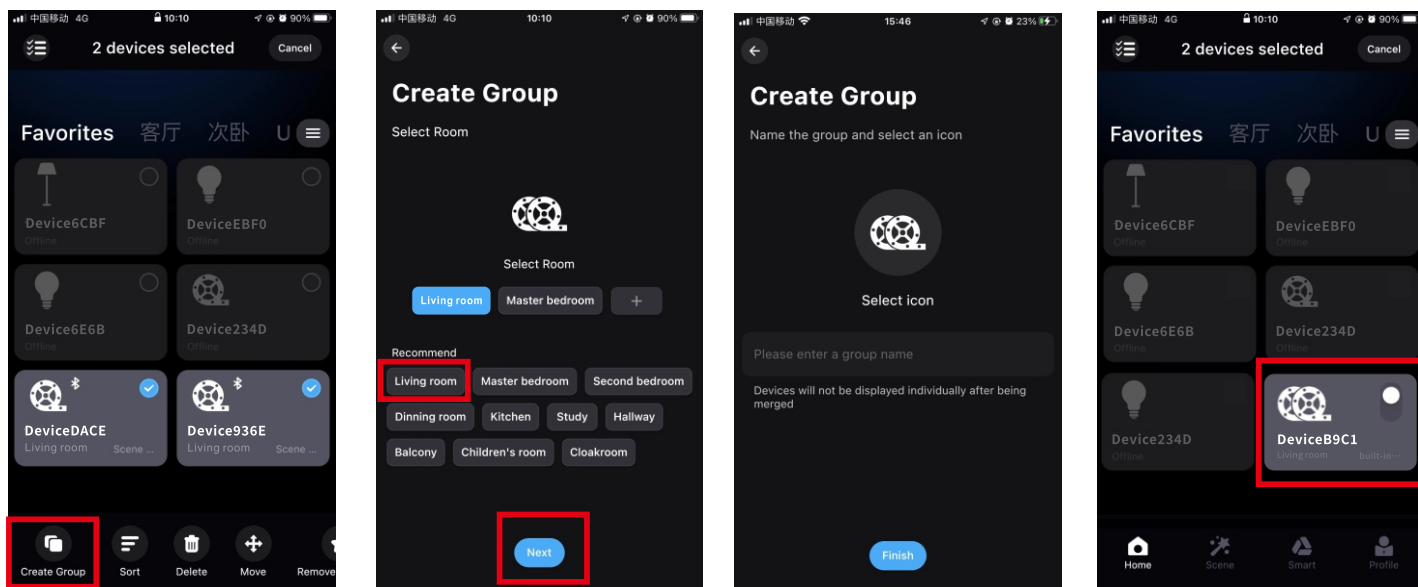 中国移动 4G 10:10 90%
2 devices selected Cancel
Favorites 客厅 次卧 U
Device6CBF DeviceEBF0
Offline Offline
Device6E6B Device234D
Offline Offline
DeviceDACE Device936E
Living room Scene ... Living room Scene ...
Create Group Sort Delete Move Remove
中国移动 4G 10:10 90%
Create Group
Select Room
Select Room
Living room Master bedroom +
Recommend
Living room Master bedroom Second bedroom
Dinning room Kitchen Study Hallway
Balcony Children's room Cloakroom
Next
中国移动 15:46 23%
Create Group
Name the group and select an icon
Select icon
Please enter a group name
Devices will not be displayed individually after being
merged
Finish
中国移动 4G 10:10 90%
2 devices selected Cancel
Favorites 客厅 次卧 U
Device6CBF DeviceEBF0
Offline Offline
Device6E6B Device234D
Offline Offline
Device234D DeviceB9C1
Offline Living room built-in...
Home Scene Smart Profile